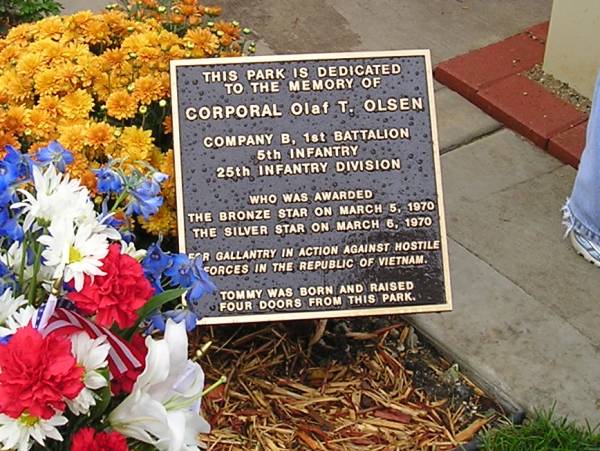 THIS PARK IS DEDICATED
TO THE MEMORY OF
CORPORAL Olaf T. OLSEN
COMPANY B, 1st BATTALION
5th INFANTRY
25th INFANTRY DIVISION
WHO WAS AWARDED
THE BRONZE STAR ON MARCH 5, 1970
THE SILVER STAR ON MARCH 6, 1970
FOR GALLANTRY IN ACTION AGAINST HOSTILE
FORCES IN THE REPUBLIC OF VIETNAM.
TOMMY WAS BORN AND RAISED
FOUR DOORS FROM THIS PARK.